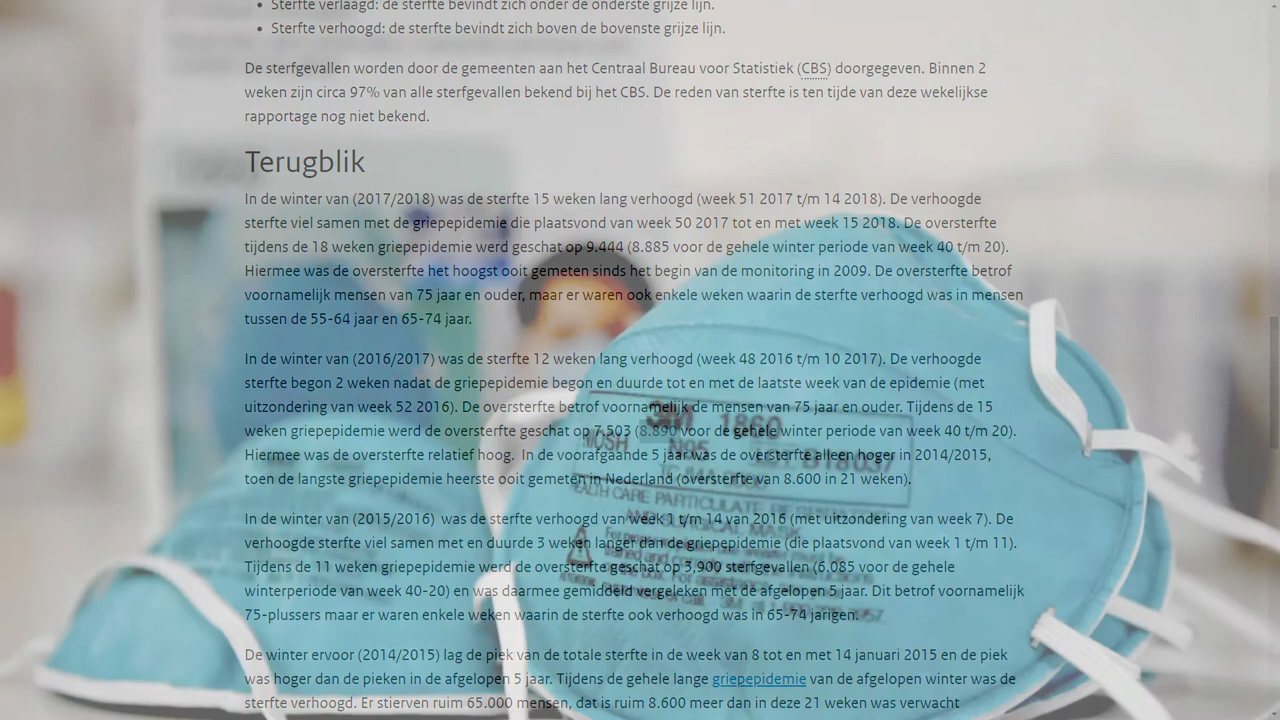 Sterfte verlaagd: de sterfte bevindt zich onder de onderste grijze lijn.
Sterfte verhoogd: de sterfte bevindt zich boven de bovenste grijze lijn.
De sterfgevallen worden door de gemeenten aan het Centraal Bureau voor Statistiek (CBS) doorgegeven. Binnen 2
weken zijn circa 97% van alle sterfgevallen bekend bij het CBS. De reden van sterfte is ten tijde van deze wekelijkse
rapportage nog niet bekend.
Terugblik
In de winter van (2017/2018) was de sterfte 15 weken lang verhoogd (week 51 2017 t/m 14 2018). De verhoogde
sterfte viel samen met de griepepidemie die plaatsvond van week 50 2017 tot en met week 15 2018. De oversterfte
tijdens de 18 weken griepepidemie werd geschat op 9.444 (8.885 voor de gehele winter periode van week 40 t/m 20).
Hiermee was de oversterfte het hoogst ooit gemeten sinds het begin van de monitoring in 2009. De oversterfte betrof
voornamelijk mensen van 75 jaar en ouder, maar er waren ook enkele weken waarin de sterfte verhoogd was in mensen
tussen de 55-64 jaar en 65-74 jaar.
In de winter van (2016/2017) was de sterfte 12 weken lang verhoogd (week 48 2016 t/m 10 2017). De verhoogde
sterfte begon 2 weken nadat de griepepidemie begon en duurde tot en met de laatste week van de epidemie (met
uitzondering van week 52 2016). De oversterfte betrof voornamelijk de mensen van 75 jaar en ouder. Tijdens de 15
weken griepepidemie werd de oversterfte geschat op 7.503 (8.890 voor de gehele winter periode van week 40 t/m 20).
Hiermee was de oversterfte relatief hoog. In de voorafgaande 5 jaar was de oversterfte alleen hoger in 2014/2015,
toen de langste griepepidemie heerste ooit gemeten in Nederland (oversterfte van 8.600 in 21 weken).
In de winter van (2015/2016) was de sterfte verhoogd van week 1 t/m 14 van 2016 (met uitzondering van week 7). De
verhoogde sterfte viel samen met en duurde 3 weken langer dan de griepepidemie (die plaatsvond van week 1 t/m 11).
Tijdens de 11 weken griepepidemie werd de oversterfte geschat op 3,900 sterfgevallen (6.085 voor de gehele
winterperiode van week 40-20) en was daarmee gemiddeld vergeleken met de afgelopen 5 jaar. Dit betrof voornamelijk
75-plussers maar er waren enkele weken waarin de sterfte ook verhoogd was in 65-74 jarigen.
De winter ervoor (2014/2015) lag de piek van de totale sterfte in de week van 8 tot en met 14 januari 2015 en de piek
was hoger dan de pieken in de afgelopen 5 jaar. Tijdens de gehele lange griepepidemie van de afgelopen winter was de
sterfte verhoogd. Er stierven ruim 65.000 mensen, dat is ruim 8.600 meer dan in deze 21 weken was verwacht
3M 1860
NIOSH N95
HEALTH CARE PARTICULATE
AND SURGICAL MASK